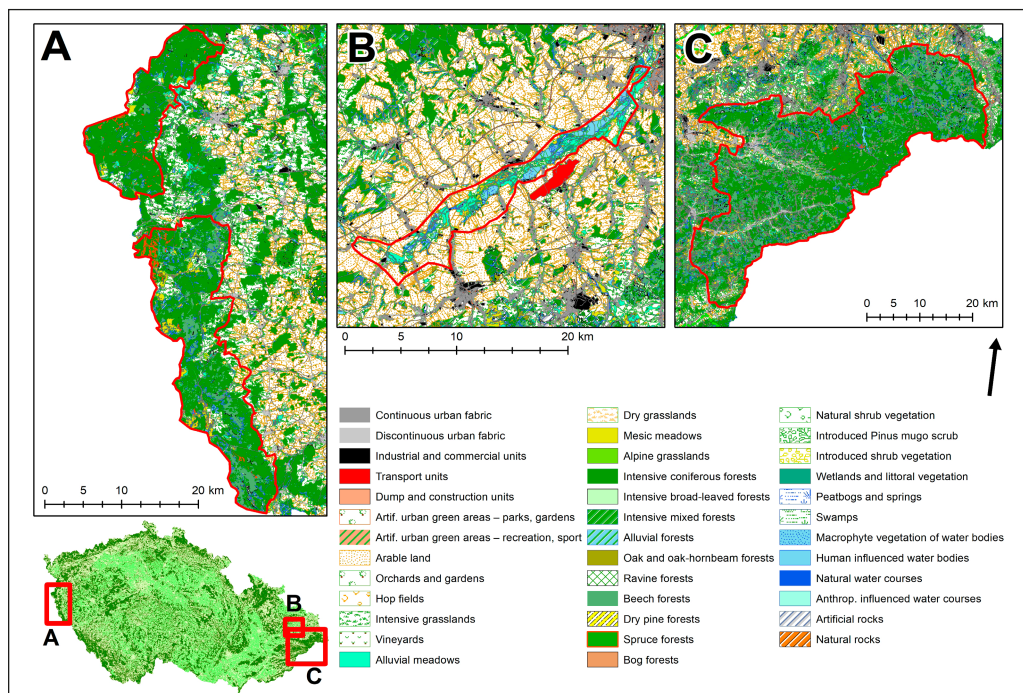 A
B
C
0 5 10 20 km
0 5 10 20 km
0 5 10 20 km
A
B
C
Continuous urban fabric
Discontinuous urban fabric
Industrial and commercial units
Transport units
Dump and construction units
Artif. urban green areas – parks, gardens
Artif. urban green areas – recreation, sport
Arable land
Orchards and gardens
Hop fields
Intensive grasslands
Vineyards
Alluvial meadows
Dry grasslands
Mesic meadows
Alpine grasslands
Intensive coniferous forests
Intensive broad-leaved forests
Intensive mixed forests
Alluvial forests
Oak and oak-hornbeam forests
Ravine forests
Beech forests
Dry pine forests
Spruce forests
Bog forests
Natural shrub vegetation
Introduced Pinus mugo scrub
Introduced shrub vegetation
Wetlands and littoral vegetation
Peatbogs and springs
Swamps
Macrophyte vegetation of water bodies
Human influenced water bodies
Natural water courses
Anthrop. influenced water courses
Artificial rocks
Natural rocks